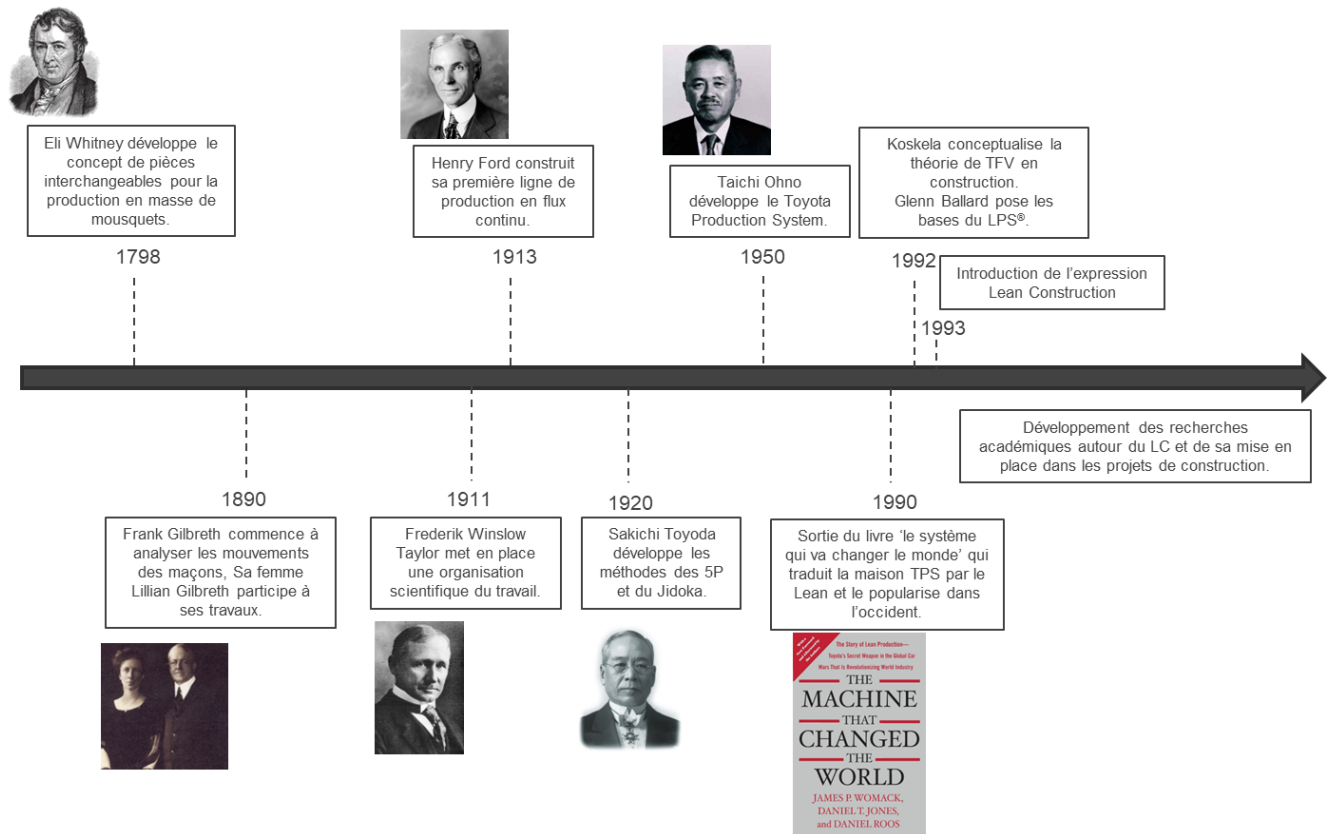 Eli Whitney développe le
concept de pièces
interchangeables pour la
production en masse de
mousquets.
1798
Henry Ford construit
sa première ligne de
production en flux
continu.
1913
Taichi Ohno
développe le Toyota
Production System.
1950
Koskela conceptualise la
théorie de TFV en
construction.
Glenn Ballard pose les
bases du LPS®.
1992
Introduction de l'expression
Lean Construction
1993
Développement des recherches
académiques autour du LC et de sa mise en
place dans les projets de construction.
1890
Frank Gilbreth commence à
analyser les mouvements
des maçons, Sa femme
Lillian Gilbreth participe à
ses travaux.
1911
Frederik Winslow
Taylor met en place
une organisation
scientifique du travail.
1920
Sakichi Toyoda
développe les
méthodes des 5P
et du Jidoka.
1990
Sortie du livre 'le système
qui va changer le monde' qui
traduit la maison TPS par le
Lean et le popularise dans
l'occident.
The Story of Lean Production—
Toyota's Secret Weapon in the Global Car
Wars That Is Revolutionizing World Industry
THE
MACHINE
THAT
CHANGED
THE
WORLD
JAMES P. WOMACK,
DANIEL T. JONES,
and DANIEL ROOS